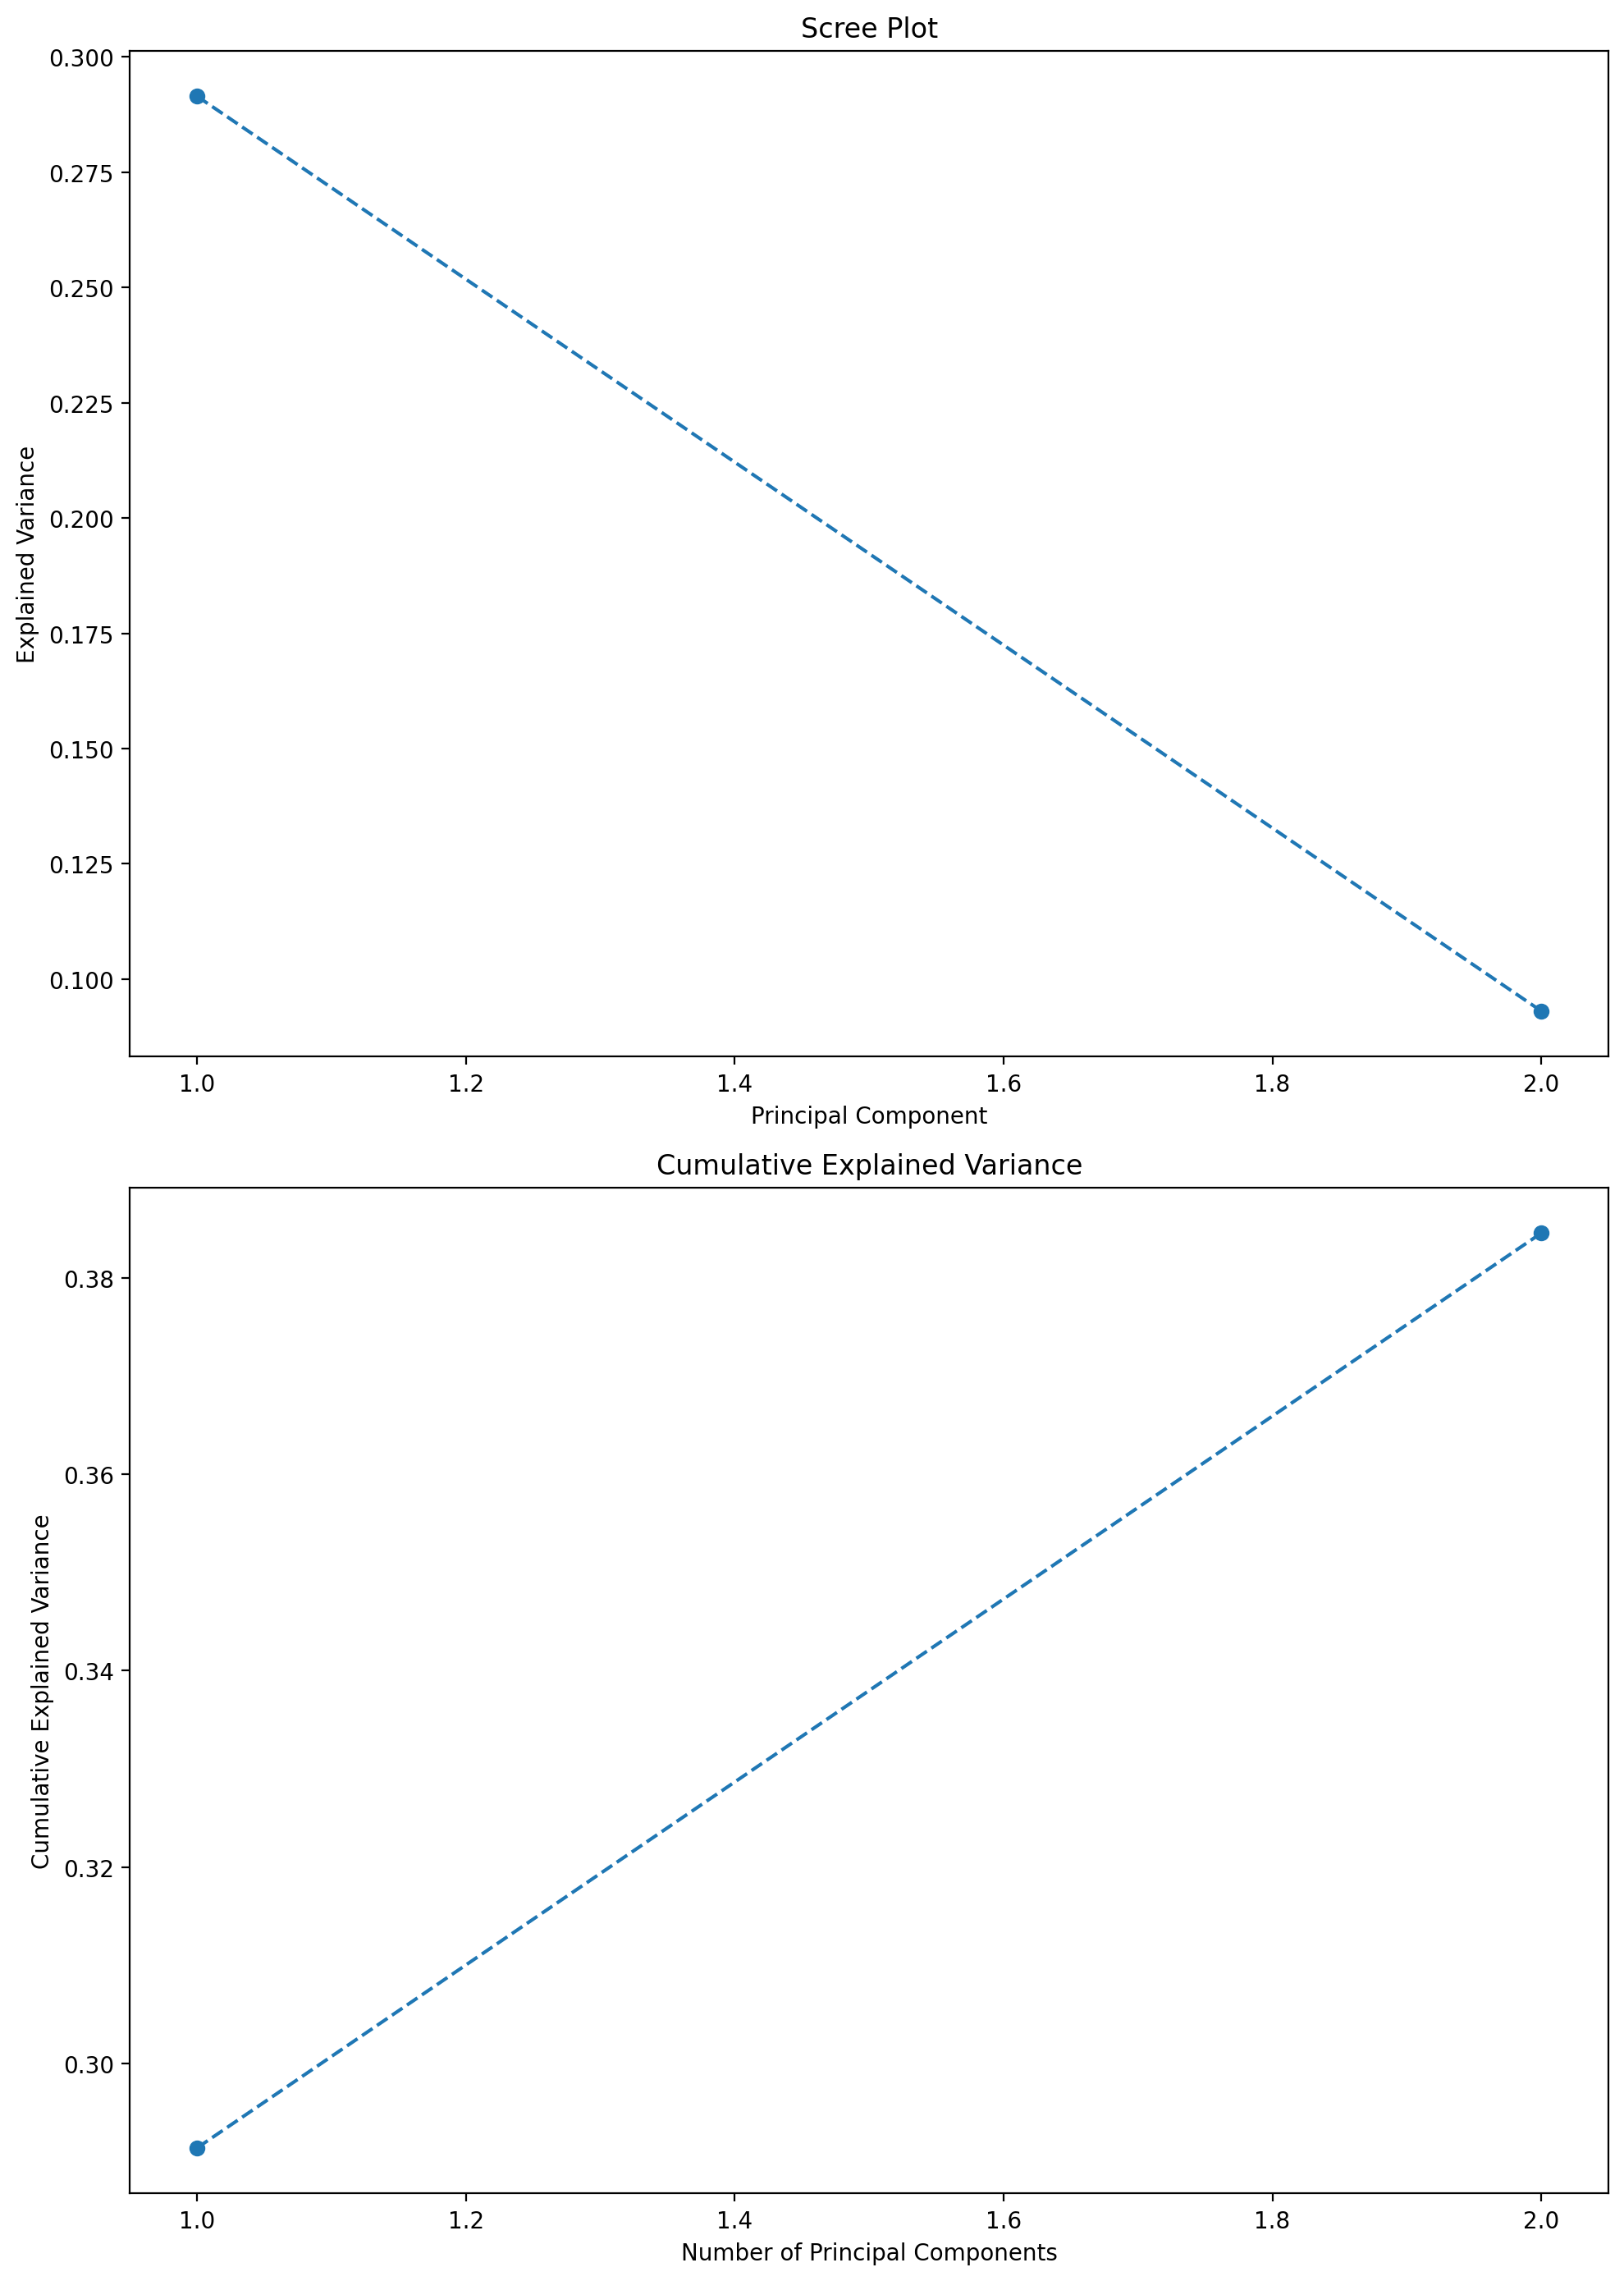 Scree Plot
0.300
0.275
0.250
0.225
0.200
0.175
0.150
0.125
0.100
Explained Variance
1.0 1.2 1.4 1.6 1.8 2.0
Principal Component
Cumulative Explained Variance
0.38
0.36
0.34
0.32
0.30
Cumulative Explained Variance
1.0 1.2 1.4 1.6 1.8 2.0
Number of Principal Components